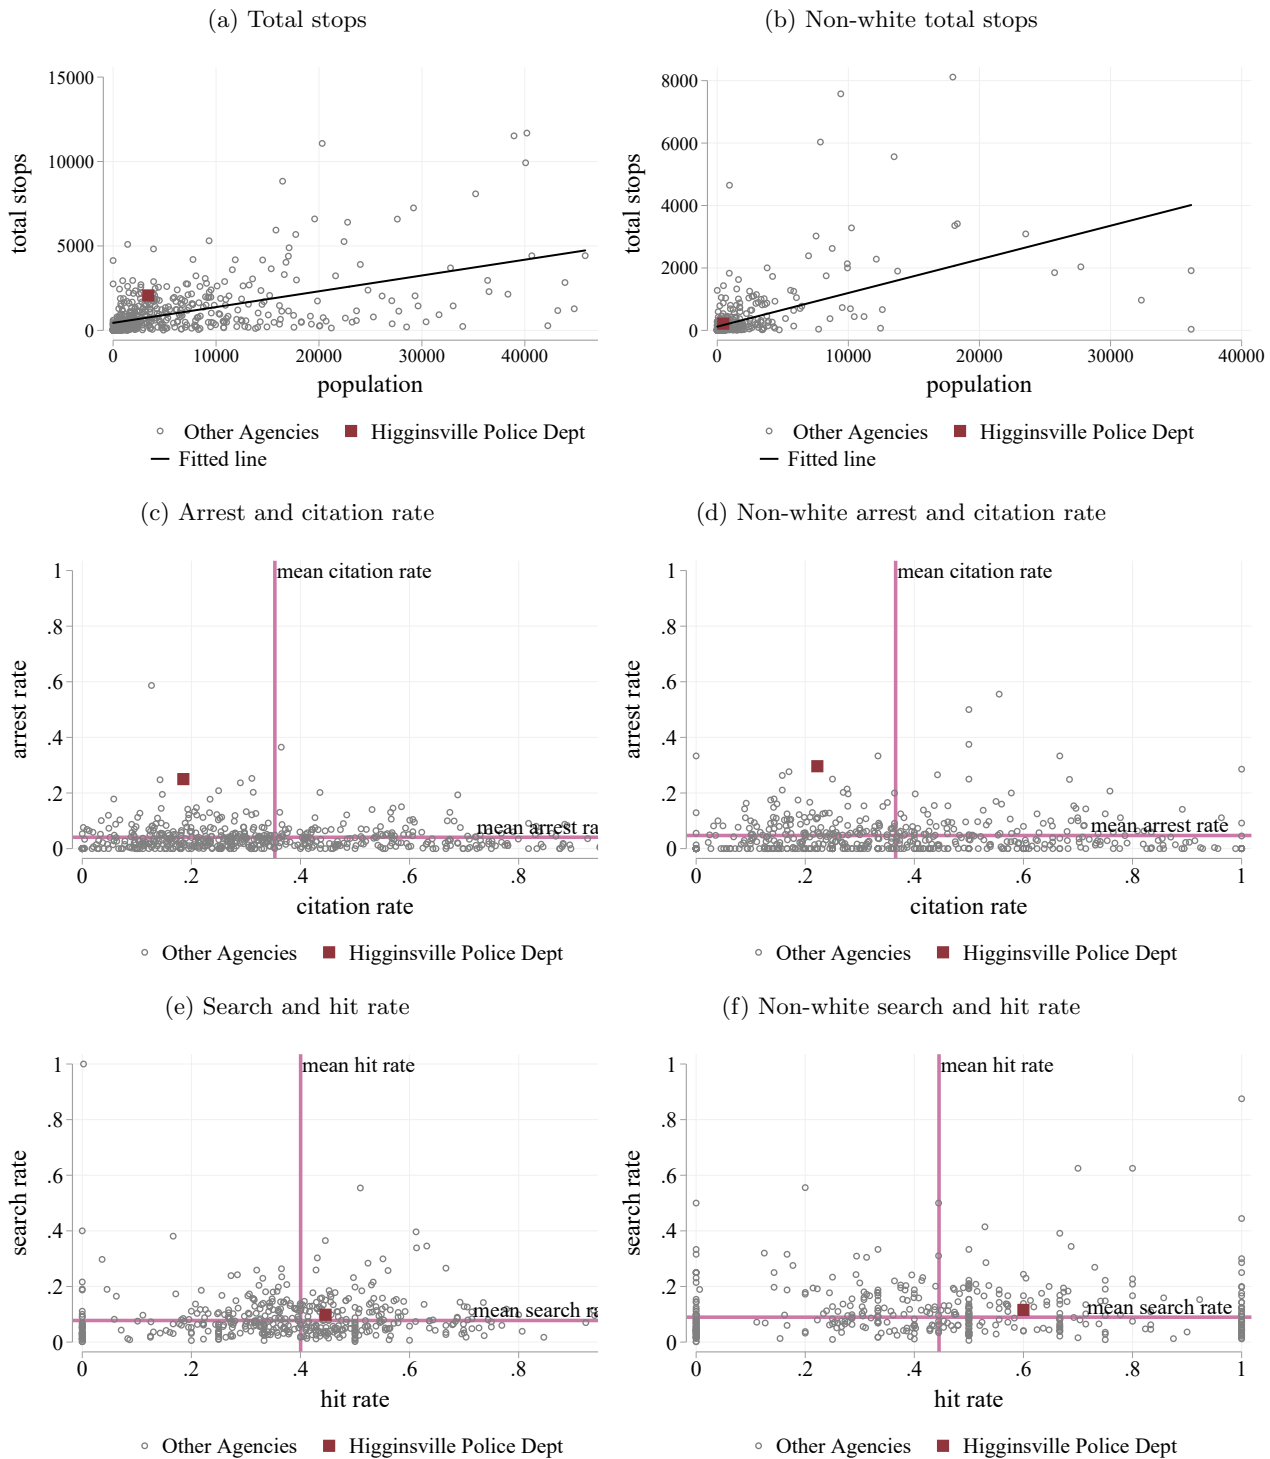 (a) Total stops
(b) Non-white total stops
total stops
15000
10000
5000
0
0 10000 20000 30000 40000
population
Other Agencies Higginsville Police Dept
Fitted line
total stops
8000
6000
4000
2000
0
0 10000 20000 30000 40000
population
Other Agencies Higginsville Police Dept
Fitted line
(c) Arrest and citation rate
(d) Non-white arrest and citation rate
arrest rate
1
.8
.6
.4
.2
0
mean citation rate
mean arrest ra
0 .2 .4 .6 .8
citation rate
Other Agencies Higginsville Police Dept
arrest rate
1
.8
.6
.4
.2
0
mean citation rate
mean arrest rate
0 .2 .4 .6 .8 1
citation rate
Other Agencies Higginsville Police Dept
(e) Search and hit rate
(f) Non-white search and hit rate
search rate
1
.8
.6
.4
.2
0
mean hit rate
mean search ra
0 .2 .4 .6 .8
hit rate
Other Agencies Higginsville Police Dept
search rate
1
.8
.6
.4
.2
0
mean hit rate
mean search rate
0 .2 .4 .6 .8 1
hit rate
Other Agencies Higginsville Police Dept